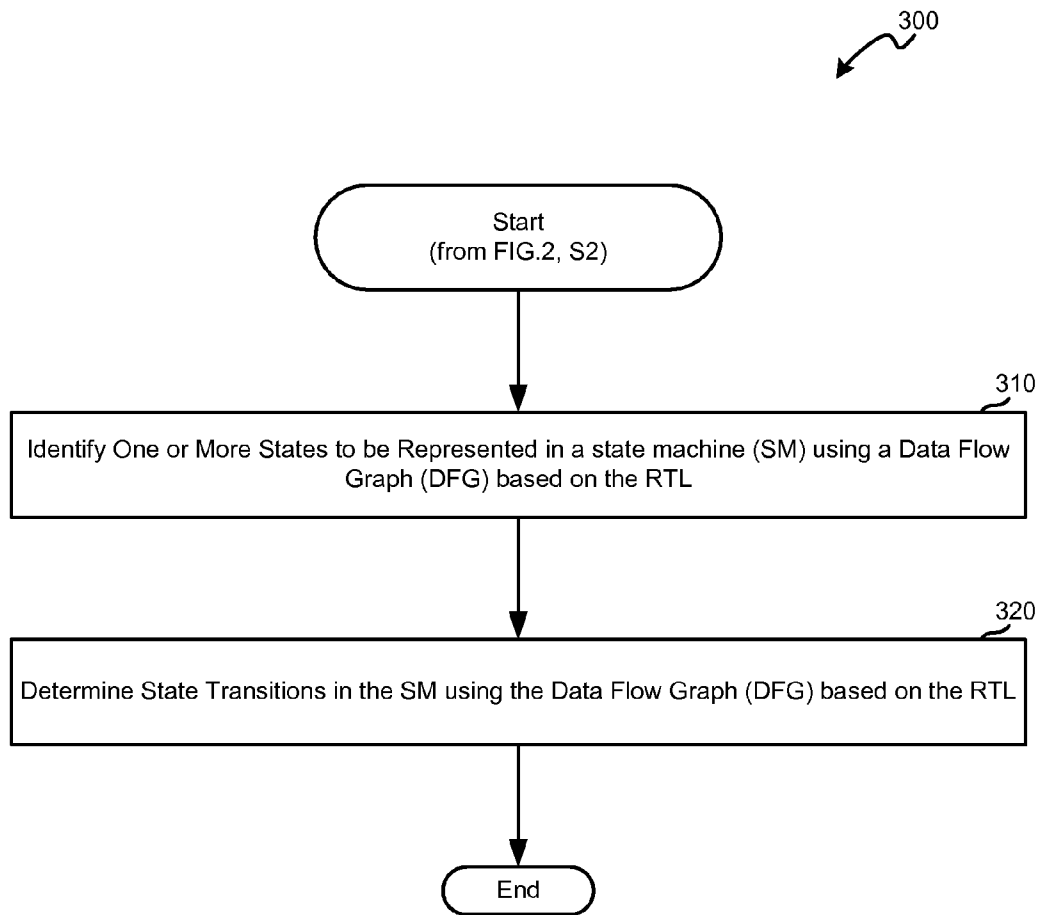 300
Start
(from FIG.2, S2)
310
Identify One or More States to be Represented in a state machine (SM) using a Data Flow
Graph (DFG) based on the RTL
320
Determine State Transitions in the SM using the Data Flow Graph (DFG) based on the RTL
End